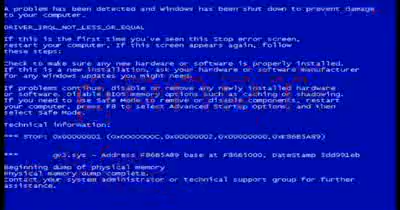 A problem has been detected and windows has been shut down to prevent damage
to your computer.
DRIVER_IRQL_NOT_LESS_OR_EQUAL
If this is the first time you've seen this Stop error screen,
restart your computer, If this screen appears again, follow
these steps:
Check to make sure any new hardware or software is properly installed.
If this is a new installation, ask your hardware or software manufacturer
for any Windows updates you might need.
If problems continue, disable or remove any newly installed hardware
or software. Disable BIOS memory options such as caching or shadowing.
If you need to use Safe Mode to remove or disable components, restart
your computer, press F8 to select Advanced Startup Options, and then
select Safe Mode.
Technical information:
*** STOP:
*** gv3.sys - Address F86B5A89 base at DateStamp 3dd991eb
Beginning dump of physical memory
Physical memory dump complete.
Contact your system administrator or technical support group for further
assistance.